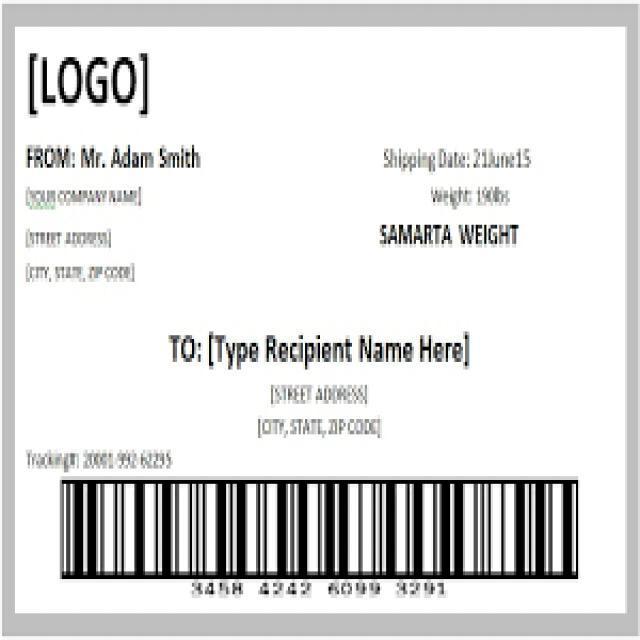 [LOGO]
FROM: Mr. Adam Smith
Shipping Date: 21June15
[YOUR COMPANY NAME]
Weight: 190lbs
[STREET ADDRESS]
SAMARTA WEIGHT
[CITY, STATE, ZIP CODE]
TO: [Type Recipient Name Here]
[STREET ADDRESS]
[CITY, STATE, ZIP CODE]
Tracking#: 20001-992-62295
3458 4242 6099 3291